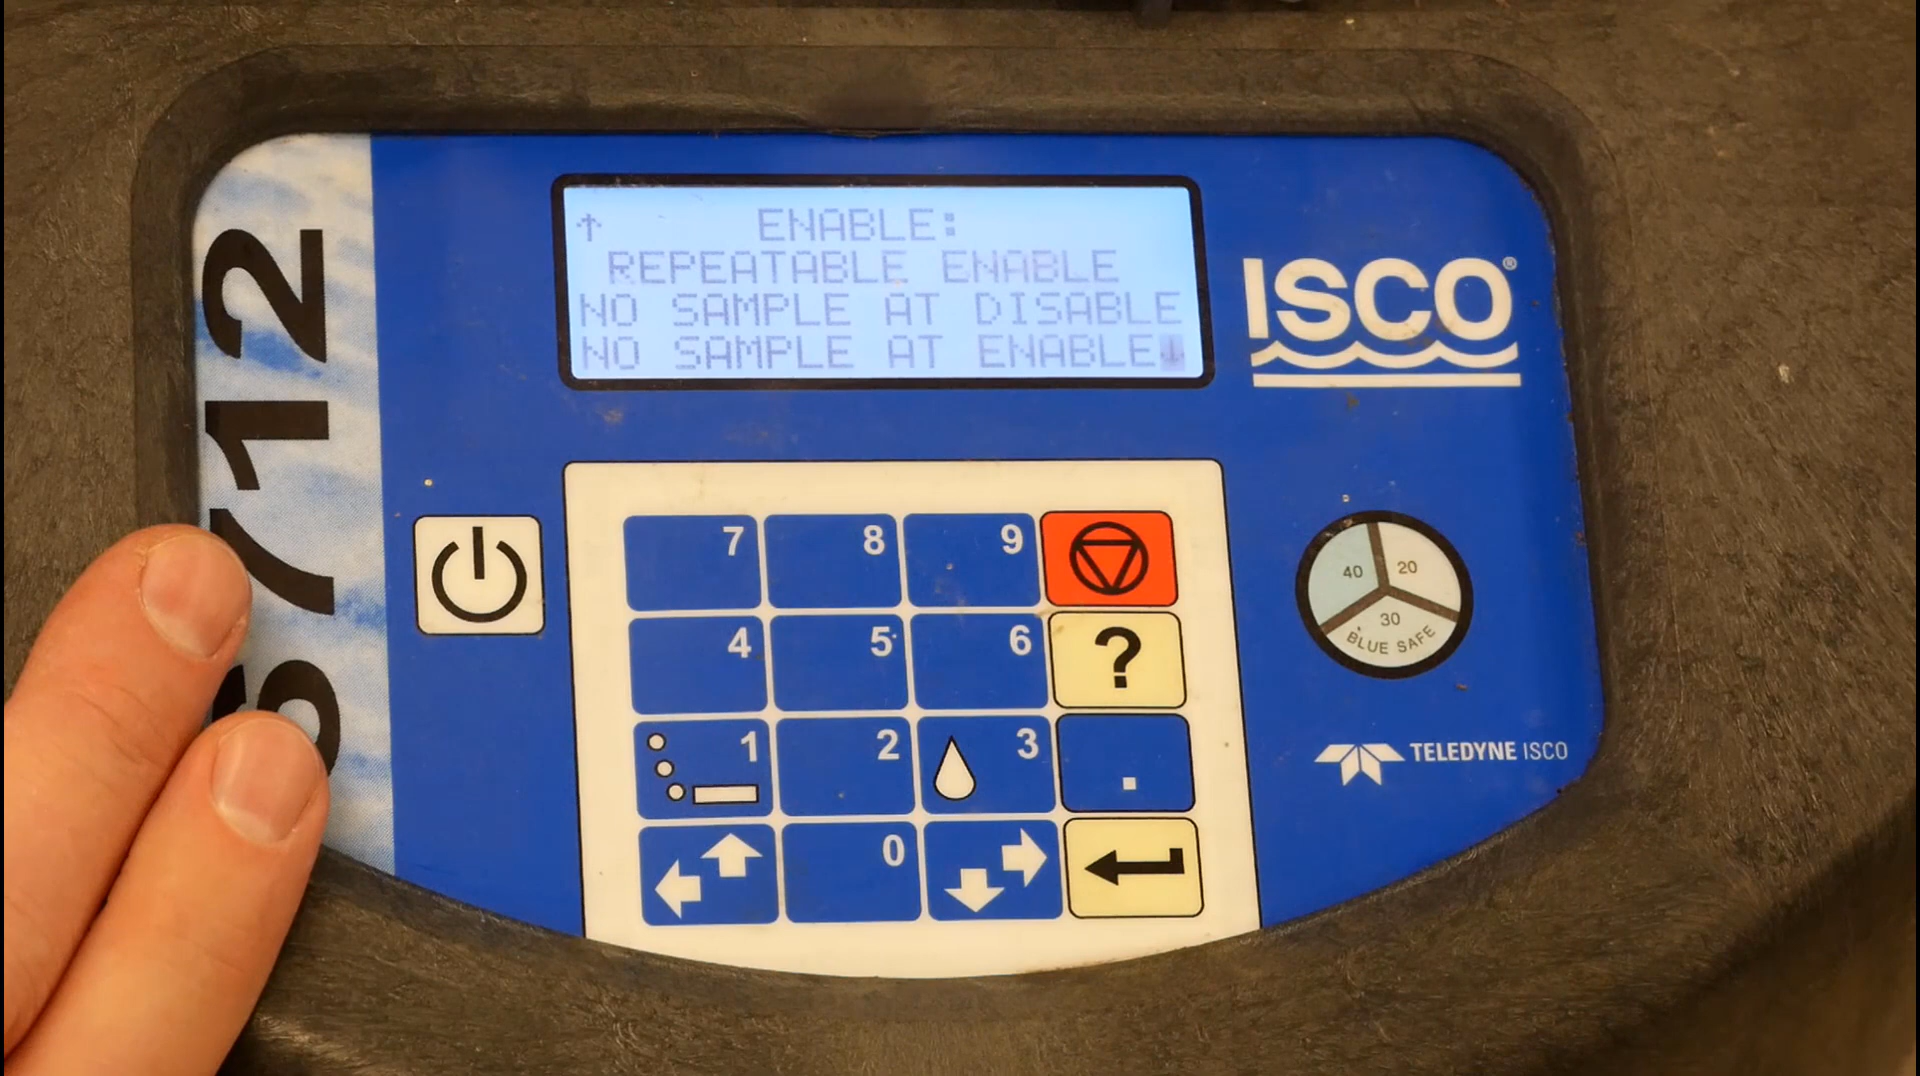 ↑ ENABLE:
REPEATABLE ENABLE
NO SAMPLE AT DISABLE
NO SAMPLE AT ENABLE↓
ISCO®
6712
7 8 9
4 5 6 ?
1 2 3 .
0
40 20
30
BLUE SAFE
TELEDYNE ISCO